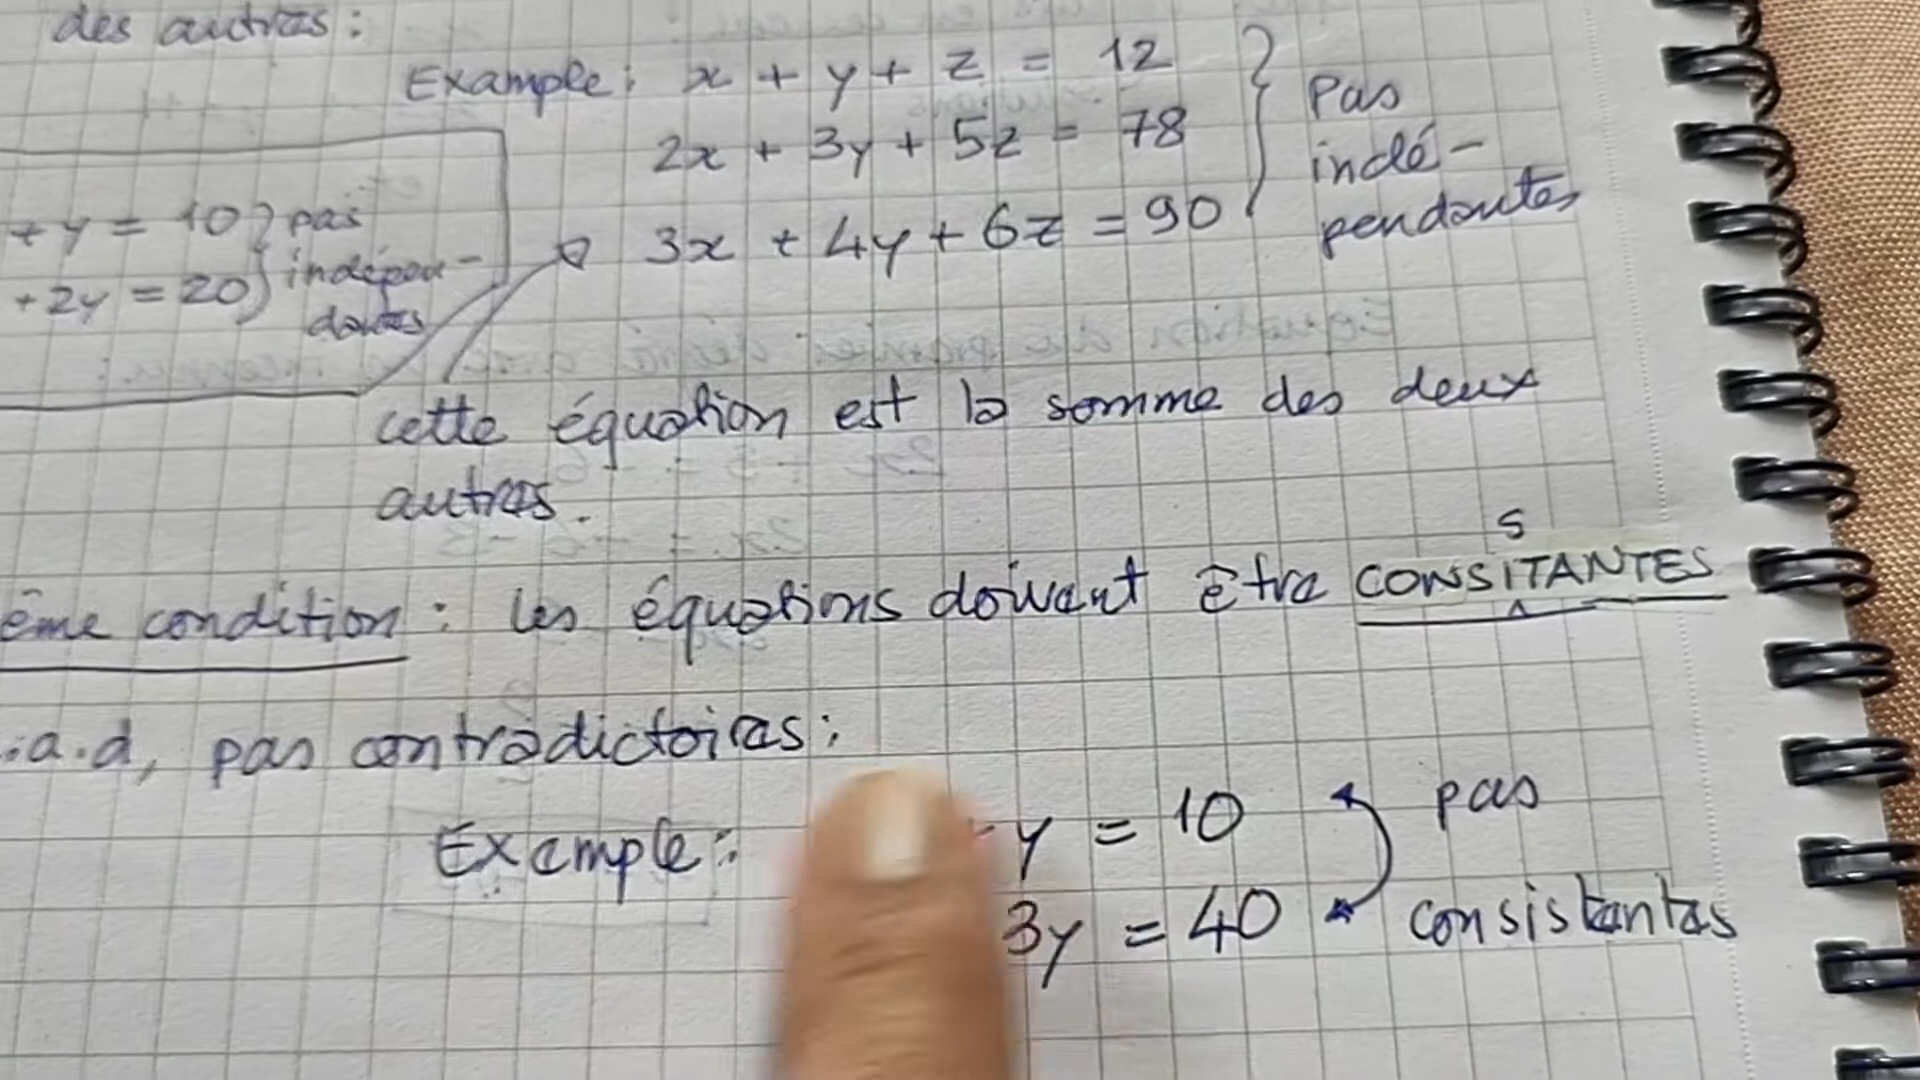 des autres :
Example : x + y + z = 12
2x + 3y + 5z = 78
3x + 4y + 6z = 90
Pas
indé-
pendantes
+ y = 10 } pas
+ 2y = 20 } indépen-
dantes
cette équation est la somme des deux
autres.
ème condition : les équations doivent être CONSISTANTES
.a.d, pas contradictoires :
Example : y = 10 pas
3y = 40 consistantes